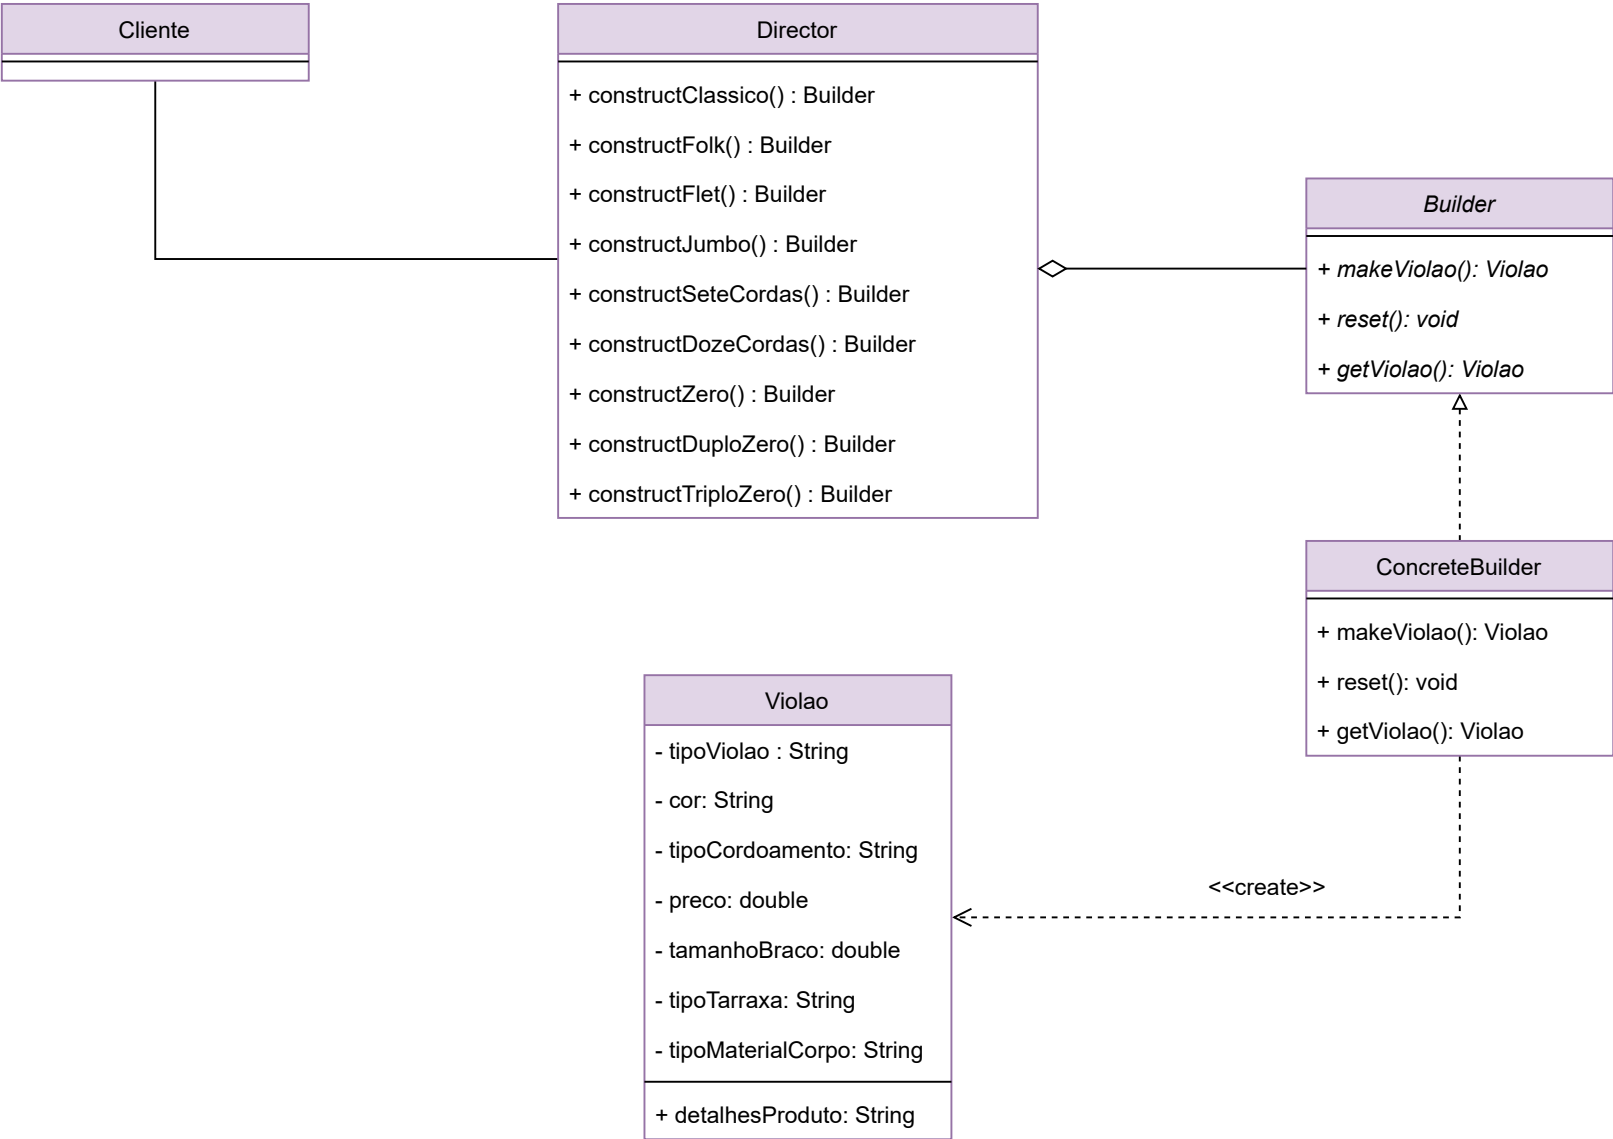 Cliente
Director
+ constructClassico() : Builder
+ constructFolk() : Builder
+ constructFlet() : Builder
+ constructJumbo() : Builder
+ constructSeteCordas() : Builder
+ constructDozeCordas() : Builder
+ constructZero() : Builder
+ constructDuploZero() : Builder
+ constructTriploZero() : Builder
Builder
+ makeViolao(): Violao
+ reset(): void
+ getViolao(): Violao
ConcreteBuilder
+ makeViolao(): Violao
+ reset(): void
+ getViolao(): Violao
<<create>>
Violao
- tipoViolao : String
- cor: String
- tipoCordoamento: String
- preco: double
- tamanhoBraco: double
- tipoTarraxa: String
- tipoMaterialCorpo: String
+ detalhesProduto: String